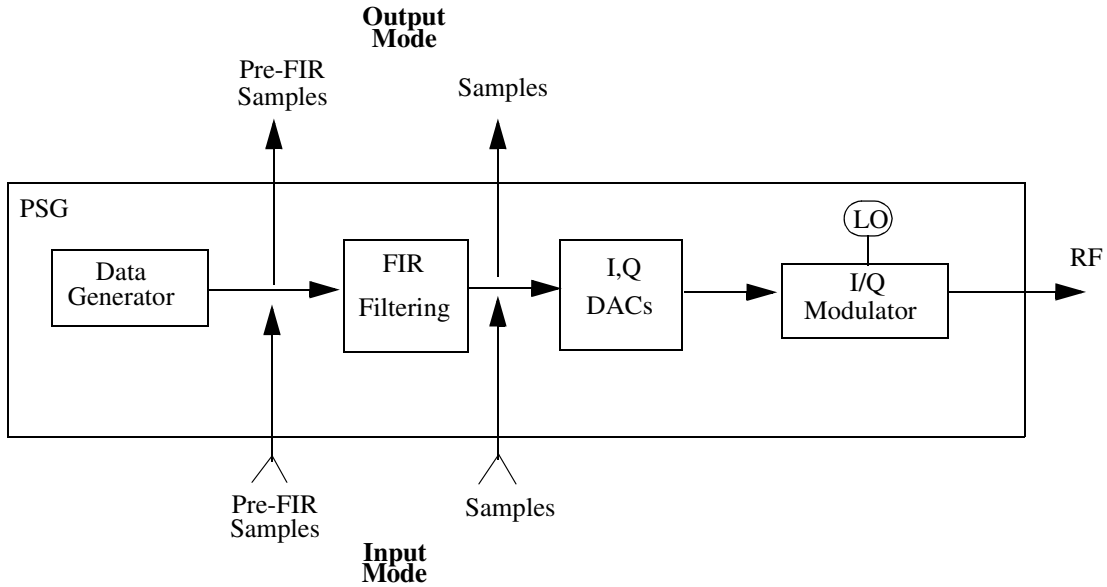 Output
Mode
Pre-FIR
Samples
Samples
PSG
LO
Data
Generator
FIR
Filtering
I,Q
DACs
I/Q
Modulator
RF
Pre-FIR
Samples
Samples
Input
Mode